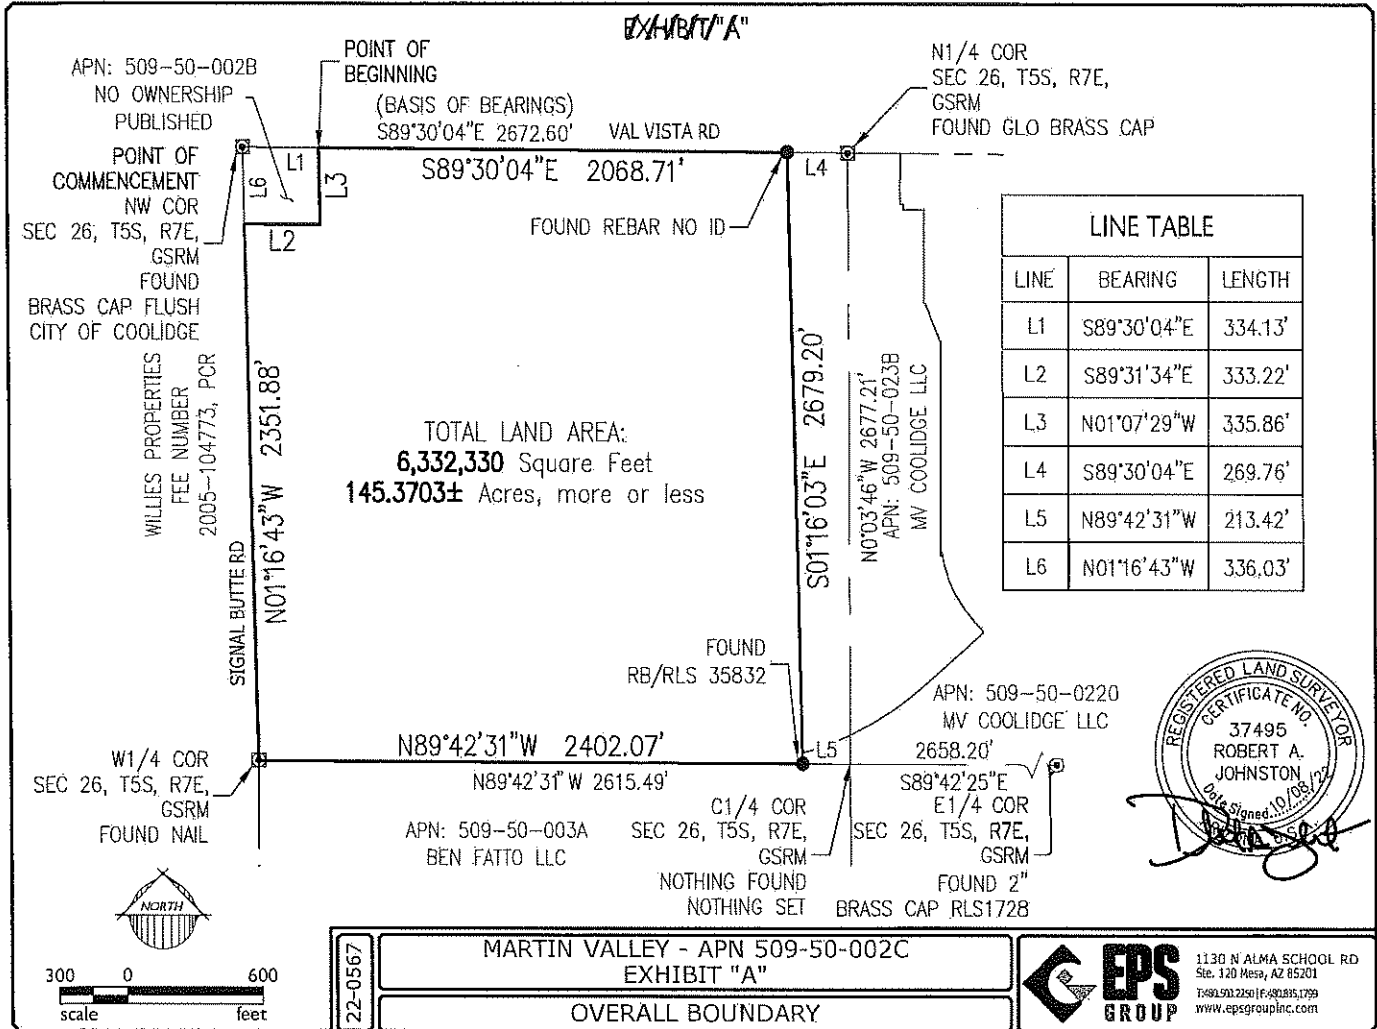 EXHIBIT "A"
APN: 509-50-002B
NO OWNERSHIP
PUBLISHED
POINT OF
BEGINNING
(BASIS OF BEARINGS)
S89°30'04"E 2672.60'
VAL VISTA RD
S89°30'04"E 2068.71'
N1/4 COR
SEC 26, T5S, R7E,
GSRM
FOUND GLO BRASS CAP
POINT OF
COMMENCEMENT
NW COR
SEC 26, T5S, R7E,
GSRM
FOUND
BRASS CAP FLUSH
CITY OF COOLIDGE
L1
L6
L3
L2
L4
FOUND REBAR NO ID
LINE TABLE
LINE BEARING LENGTH
L1 S89°30'04"E 334.13'
L2 S89°31'34"E 333.22'
L3 N01°07'29"W 335.86'
L4 S89°30'04"E 269.76'
L5 N89°42'31"W 213.42'
L6 N01°16'43"W 336.03'
WILLIES PROPERTIES
FEE NUMBER
2005-104773, PCR
SIGNAL BUTTE RD
N01°16'43"W 2351.88'
TOTAL LAND AREA:
6,332,330 Square Feet
145.3703± Acres, more or less
S01°16'03"E 2679.20'
N0°03'46"W 2677.21'
APN: 509-50-023B
MV COOLIDGE LLC
FOUND
RB/RLS 35832
APN: 509-50-0220
MV COOLIDGE LLC
L5
2658.20'
S89°42'25"E
N89°42'31"W 2402.07'
N89°42'31"W 2615.49'
W1/4 COR
SEC 26, T5S, R7E,
GSRM
FOUND NAIL
APN: 509-50-003A
BEN FATTO LLC
C1/4 COR
SEC 26, T5S, R7E,
GSRM
NOTHING FOUND
NOTHING SET
E1/4 COR
SEC 26, T5S, R7E,
GSRM
FOUND 2"
BRASS CAP RLS1728
REGISTERED LAND SURVEYOR
CERTIFICATE NO.
37495
ROBERT A.
JOHNSTON
Date Signed 10/08/22
NORTH
300 0 600
scale feet
22-0567
MARTIN VALLEY - APN 509-50-002C
EXHIBIT "A"
OVERALL BOUNDARY
EPS
GROUP
1130 N ALMA SCHOOL RD
Ste. 120 Mesa, AZ 85201
T:480.503.2250 | F:480.835.1799
www.epsgroupinc.com